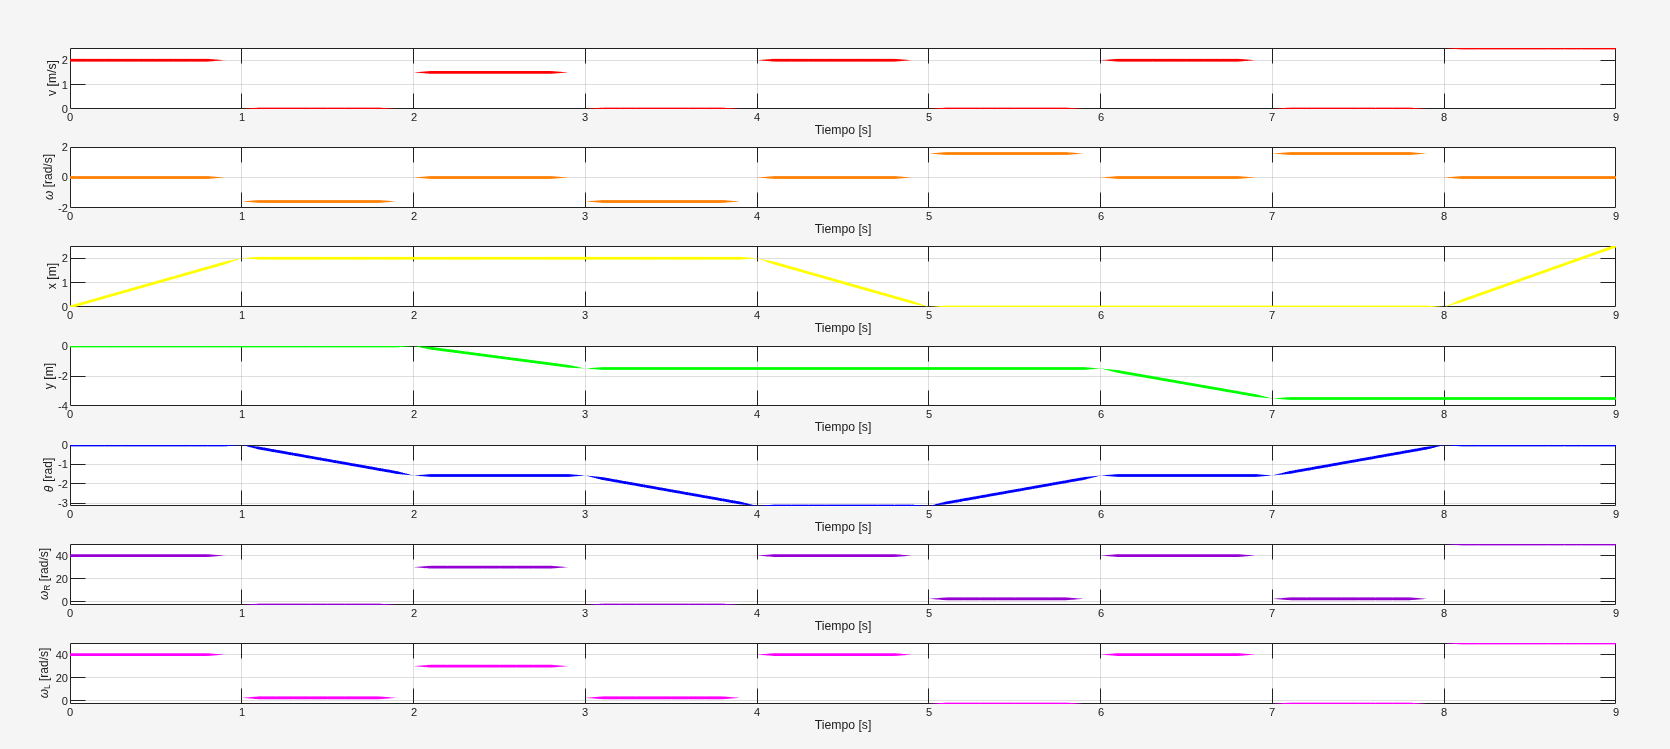 v [m/s]
2
1
0
0 1 2 3 4 5 6 7 8 9
Tiempo [s]
ω [rad/s]
2
0
-2
0 1 2 3 4 5 6 7 8 9
Tiempo [s]
x [m]
2
1
0
0 1 2 3 4 5 6 7 8 9
Tiempo [s]
y [m]
0
-2
-4
0 1 2 3 4 5 6 7 8 9
Tiempo [s]
θ [rad]
0
-1
-2
-3
0 1 2 3 4 5 6 7 8 9
Tiempo [s]
ω_R [rad/s]
40
20
0
0 1 2 3 4 5 6 7 8 9
Tiempo [s]
ω_L [rad/s]
40
20
0
0 1 2 3 4 5 6 7 8 9
Tiempo [s]